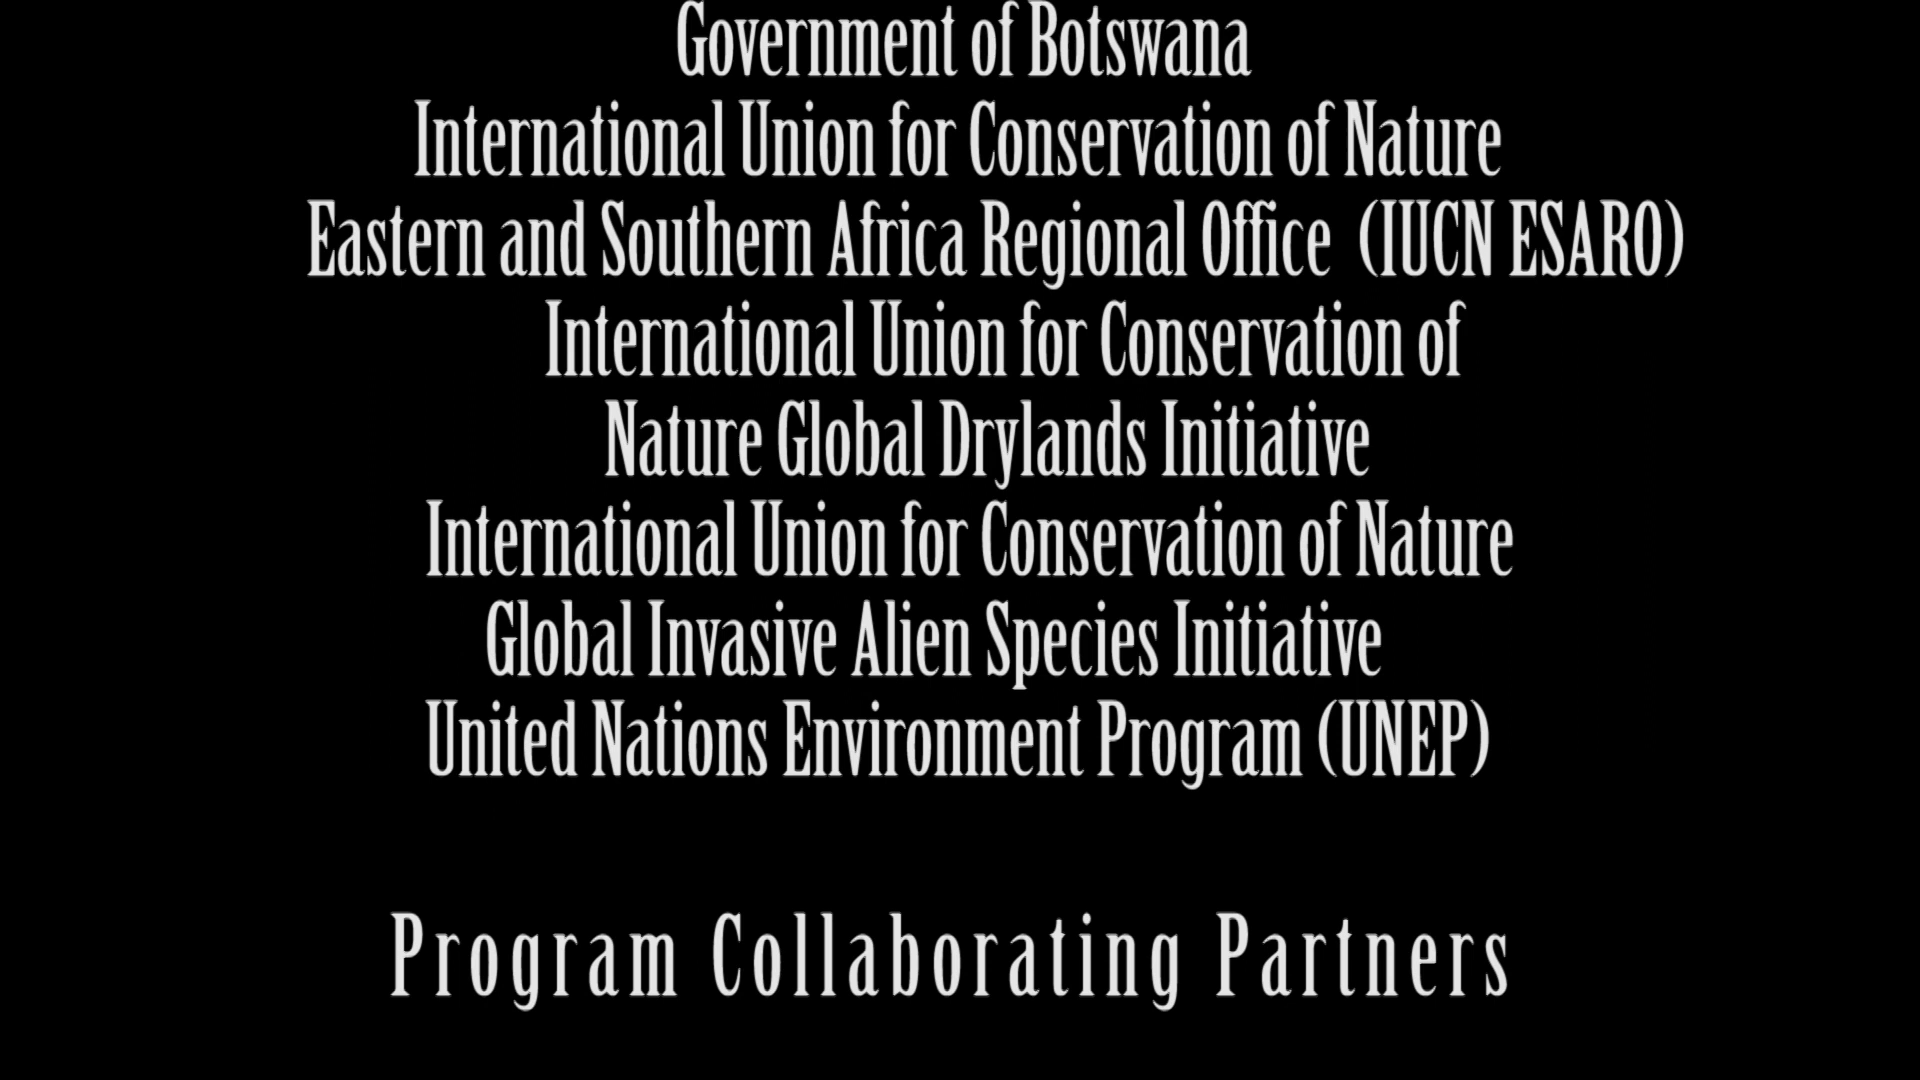 Government of Botswana
International Union for Conservation of Nature
Eastern and Southern Africa Regional Office (IUCN ESARO)
International Union for Conservation of
Nature Global Drylands Initiative
International Union for Conservation of Nature
Global Invasive Alien Species Initiative
United Nations Environment Program (UNEP)
Program Collaborating Partners